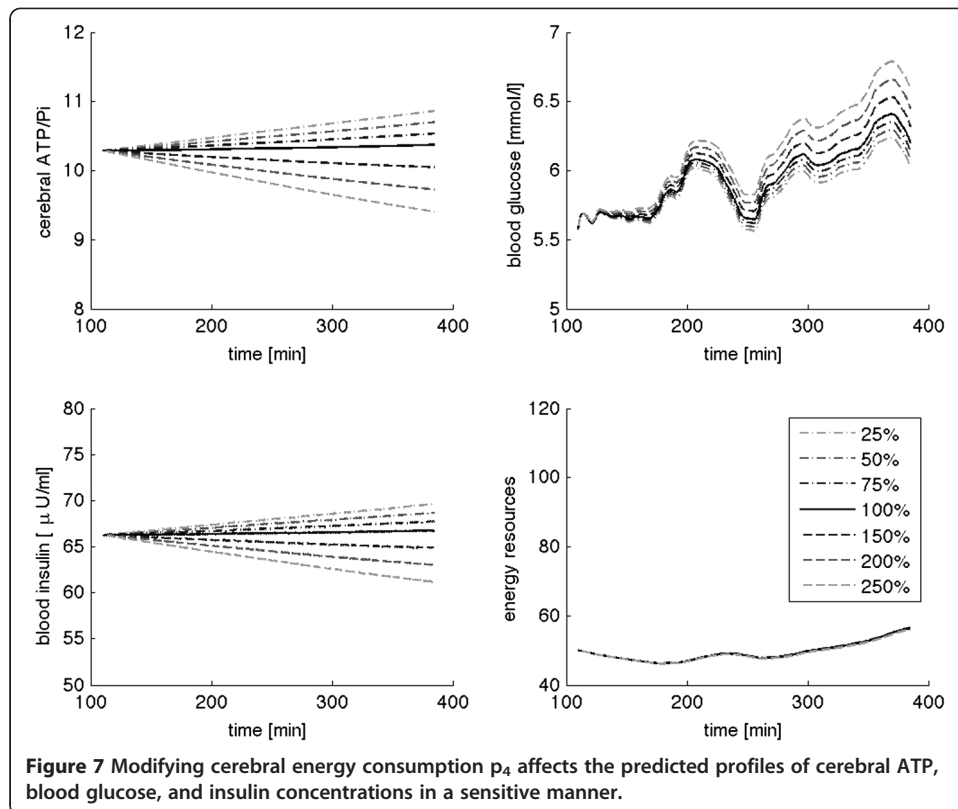 12
11
10
9
8
cerebral ATP/Pi
100 200 300 400
time [min]
7
6.5
6
5.5
5
blood glucose [mmol/l]
100 200 300 400
time [min]
80
75
70
65
60
55
50
blood insulin [ μ U/ml]
100 200 300 400
time [min]
120
100
80
60
40
energy resources
100 200 300 400
time [min]
25%
50%
75%
100%
150%
200%
250%
Figure 7 Modifying cerebral energy consumption p₄ affects the predicted profiles of cerebral ATP,
blood glucose, and insulin concentrations in a sensitive manner.